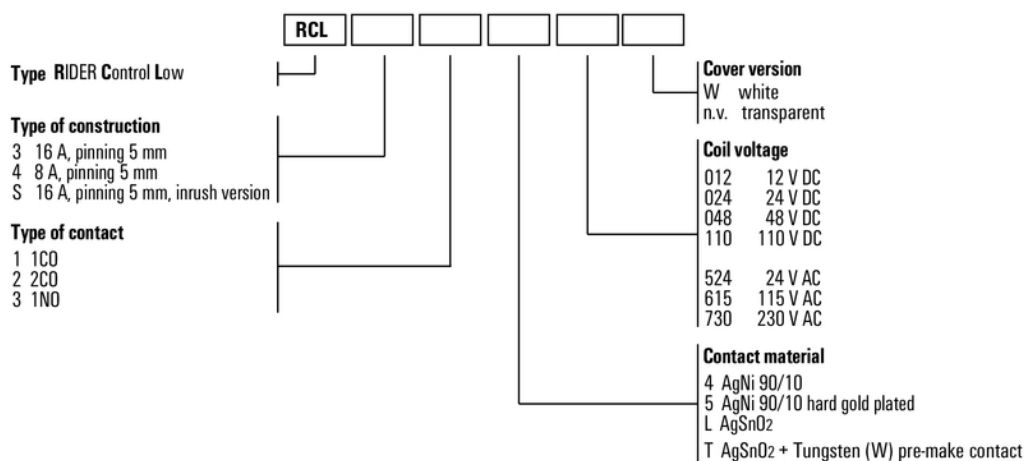 RCL
Type RIDER Control Low
Type of construction
3 16 A, pinning 5 mm
4 8 A, pinning 5 mm
S 16 A, pinning 5 mm, inrush version
Type of contact
1 1CO
2 2CO
3 1NO
Cover version
W white
n.v. transparent
Coil voltage
012 12 V DC
024 24 V DC
048 48 V DC
110 110 V DC
524 24 V AC
615 115 V AC
730 230 V AC
Contact material
4 AgNi 90/10
5 AgNi 90/10 hard gold plated
L AgSnO2
T AgSnO2 + Tungsten (W) pre-make contact